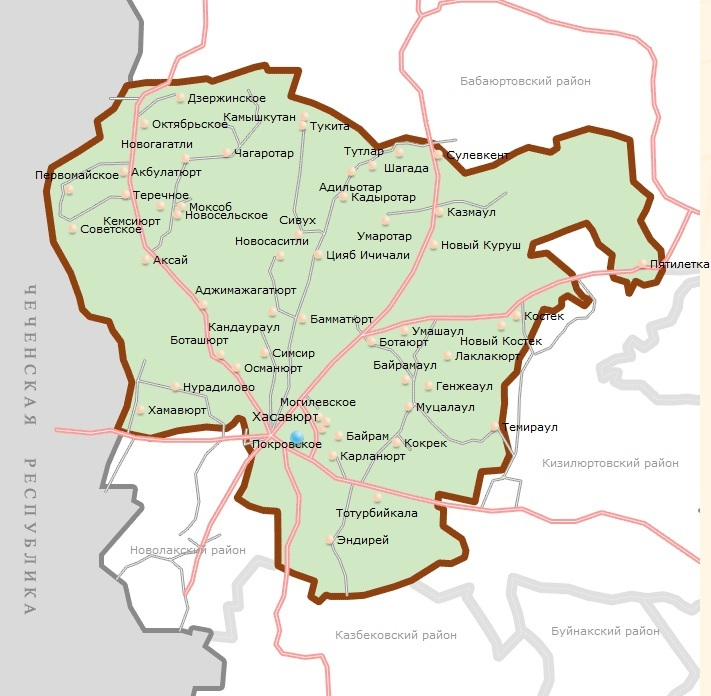 Бабаюртовский район
Дзержинское
Камышкутан
Октябрьское
Тукита
Новогагатли
Чагаротар
Тутлар
Сулевкент
Шагада
Первомайское
Акбулатюрт
Адильотар
Теречное
Кадыротар
Моксоб
Новосельское
Кемсиюрт
Казмаул
Сивух
Советское
Умаротар
Новосаситли
Новый Куруш
Цияб Ичичали
Аксай
Пятилетка
Аджимажагатюрт
Бамматюрт
Костек
Кандаураул
Умашаул
Боташюрт
Ботаюрт
Новый Костек
Симсир
Лаклакюрт
Османюрт
Байрамаул
Нурадилово
Генжеаул
Могилевское
Муцалаул
Хамавюрт
Хасавюрт
Темираул
Покровское
Байрам
Кокрек
Карланюрт
Кизилюртовский район
Тотурбийкала
Эндирей
Новолакский район
Казбековский район
Буйнакский район
ЧЕЧЕНСКАЯ РЕСПУБЛИКА